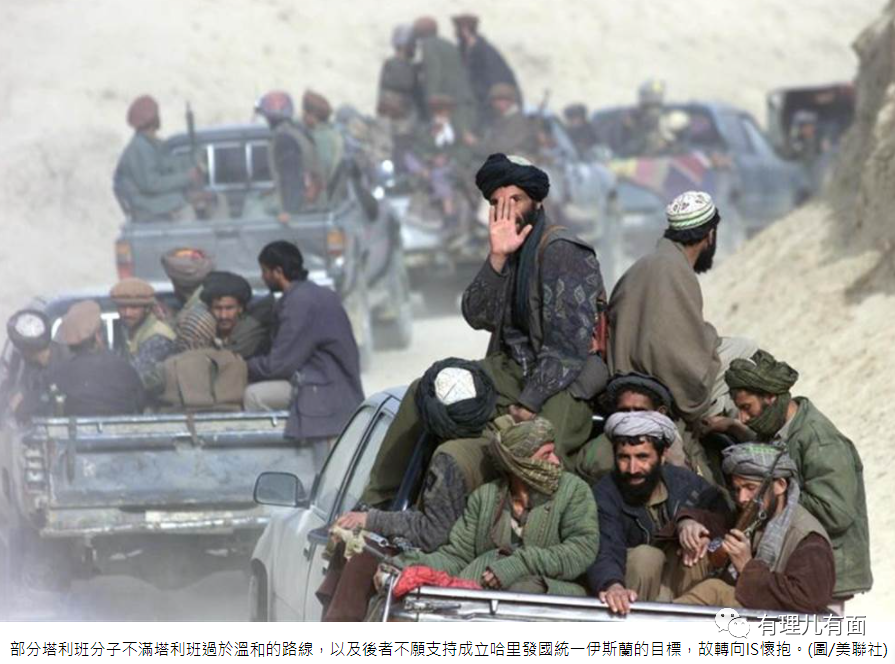 有理儿有面
部分塔利班分子不滿塔利班過於溫和的路線，以及後者不願支持成立哈里發國統一伊斯蘭的目標，故轉向IS懷抱。(圖/美聯社)